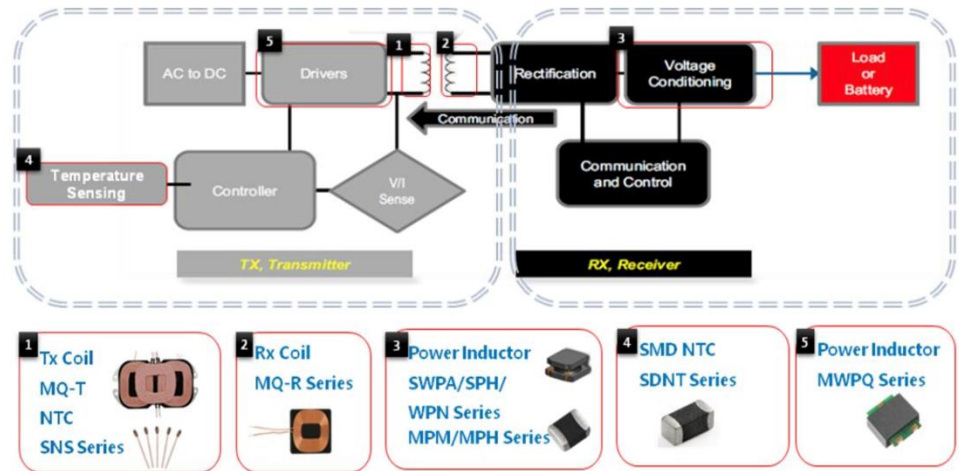 5
1
2
3
AC to DC
Drivers
Rectification
Voltage
Conditioning
Load
or
Battery
Communication
4
Temperature
Sensing
Controller
V/I
Sense
Communication
and Control
TX, Transmitter
RX, Receiver
1
Tx Coil
MQ-T
NTC
SNS Series
2
Rx Coil
MQ-R Series
3
Power Inductor
SWPA/SPH/
WPN Series
MPM/MPH Series
4
SMD NTC
SDNT Series
5
Power Inductor
MWPQ Series